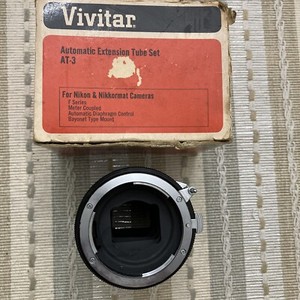 Vivitar
Automatic Extension Tube Set
AT-3
For Nikon & Nikkormat Cameras
F Series
Meter Coupled
Automatic Diaphragm Control
Bayonet Type Mount